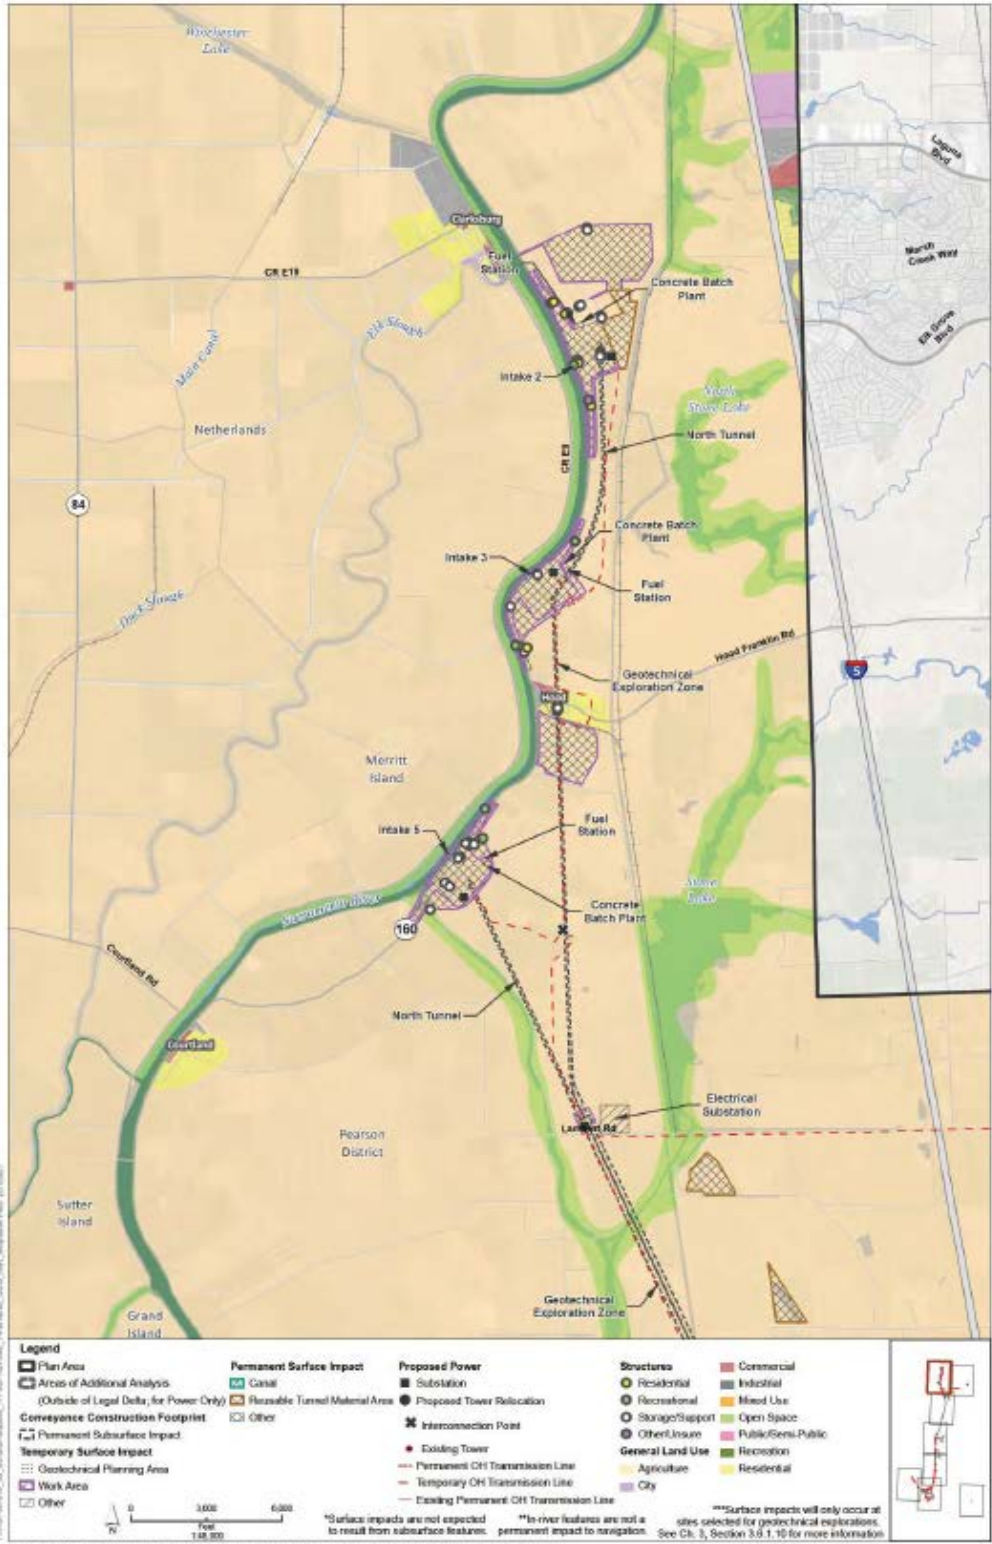 Winchester
Lake
Laguna
Blvd
Clarksburg
Fuel
Station
Marsh
Creek Way
CR E19
Concrete Batch
Plant
Elk Grove
Blvd
Elk Slough
Main Canal
Intake 2
North
Stone Lake
Netherlands
North Tunnel
CR E9
84
Concrete Batch
Plant
Intake 3
Fuel
Station
Duck Slough
Hood Franklin Rd
5
Geotechnical
Exploration Zone
Hood
Merritt
Island
Fuel
Station
Intake 5
Stone
Lake
Sacramento River
Concrete
Batch Plant
160
Courtland Rd
North Tunnel
Courtland
Electrical
Substation
Lambert Rd
Pearson
District
Sutter
Island
Geotechnical
Exploration Zone
Grand
Island
Legend
Plan Area
Areas of Additional Analysis
(Outside of Legal Delta; for Power Only)
Conveyance Construction Footprint
Permanent Subsurface Impact
Temporary Surface Impact
Geotechnical Planning Area
Work Area
Other
Permanent Surface Impact
Canal
Reusable Tunnel Material Area
Other
Proposed Power
Substation
Proposed Tower Relocation
Interconnection Point
Existing Tower
Permanent OH Transmission Line
Temporary OH Transmission Line
Existing Permanent OH Transmission Line
Structures
Residential
Recreational
Storage/Support
Other/Unsure
General Land Use
Agriculture
City
Commercial
Industrial
Mixed Use
Open Space
Public/Semi-Public
Recreation
Residential
N
0 3,000 6,000
Feet
1:48,000
*Surface impacts are not expected
to result from subsurface features.
**In-river features are not a
permanent impact to navigation.
***Surface impacts will only occur at
sites selected for geotechnical explorations.
See Ch. 3, Section 3.6.1.10 for more information